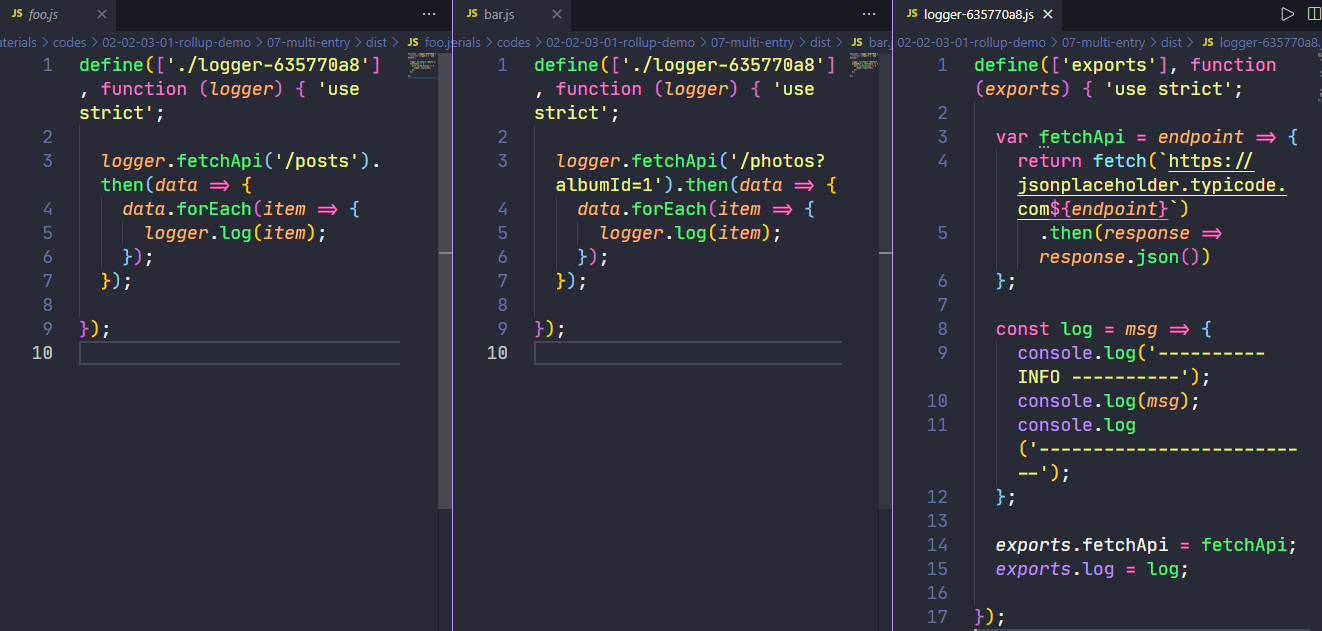 JS foo.js ×
aterials > codes > 02-02-03-01-rollup-demo > 07-multi-entry > dist > JS foo.js
1 define(['./logger-635770a8']
, function (logger) { 'use
strict';
2
3 logger.fetchApi('/posts').
then(data => {
4 data.forEach(item => {
5 logger.log(item);
6 });
7 });
8
9 });
10
JS bar.js ×
erials > codes > 02-02-03-01-rollup-demo > 07-multi-entry > dist > JS bar.
1 define(['./logger-635770a8']
, function (logger) { 'use
strict';
2
3 logger.fetchApi('/photos?
albumId=1').then(data => {
4 data.forEach(item => {
5 logger.log(item);
6 });
7 });
8
9 });
10
JS logger-635770a8.js ×
02-02-03-01-rollup-demo > 07-multi-entry > dist > JS logger-635770a8.
1 define(['exports'], function
(exports) { 'use strict';
2
3 var fetchApi = endpoint => {
4 return fetch(`https://
jsonplaceholder.typicode.
com${endpoint}`)
5 .then(response =>
response.json())
6 };
7
8 const log = msg => {
9 console.log('----------
INFO ----------');
10 console.log(msg);
11 console.log
('------------------------
--');
12 };
13
14 exports.fetchApi = fetchApi;
15 exports.log = log;
16
17 });